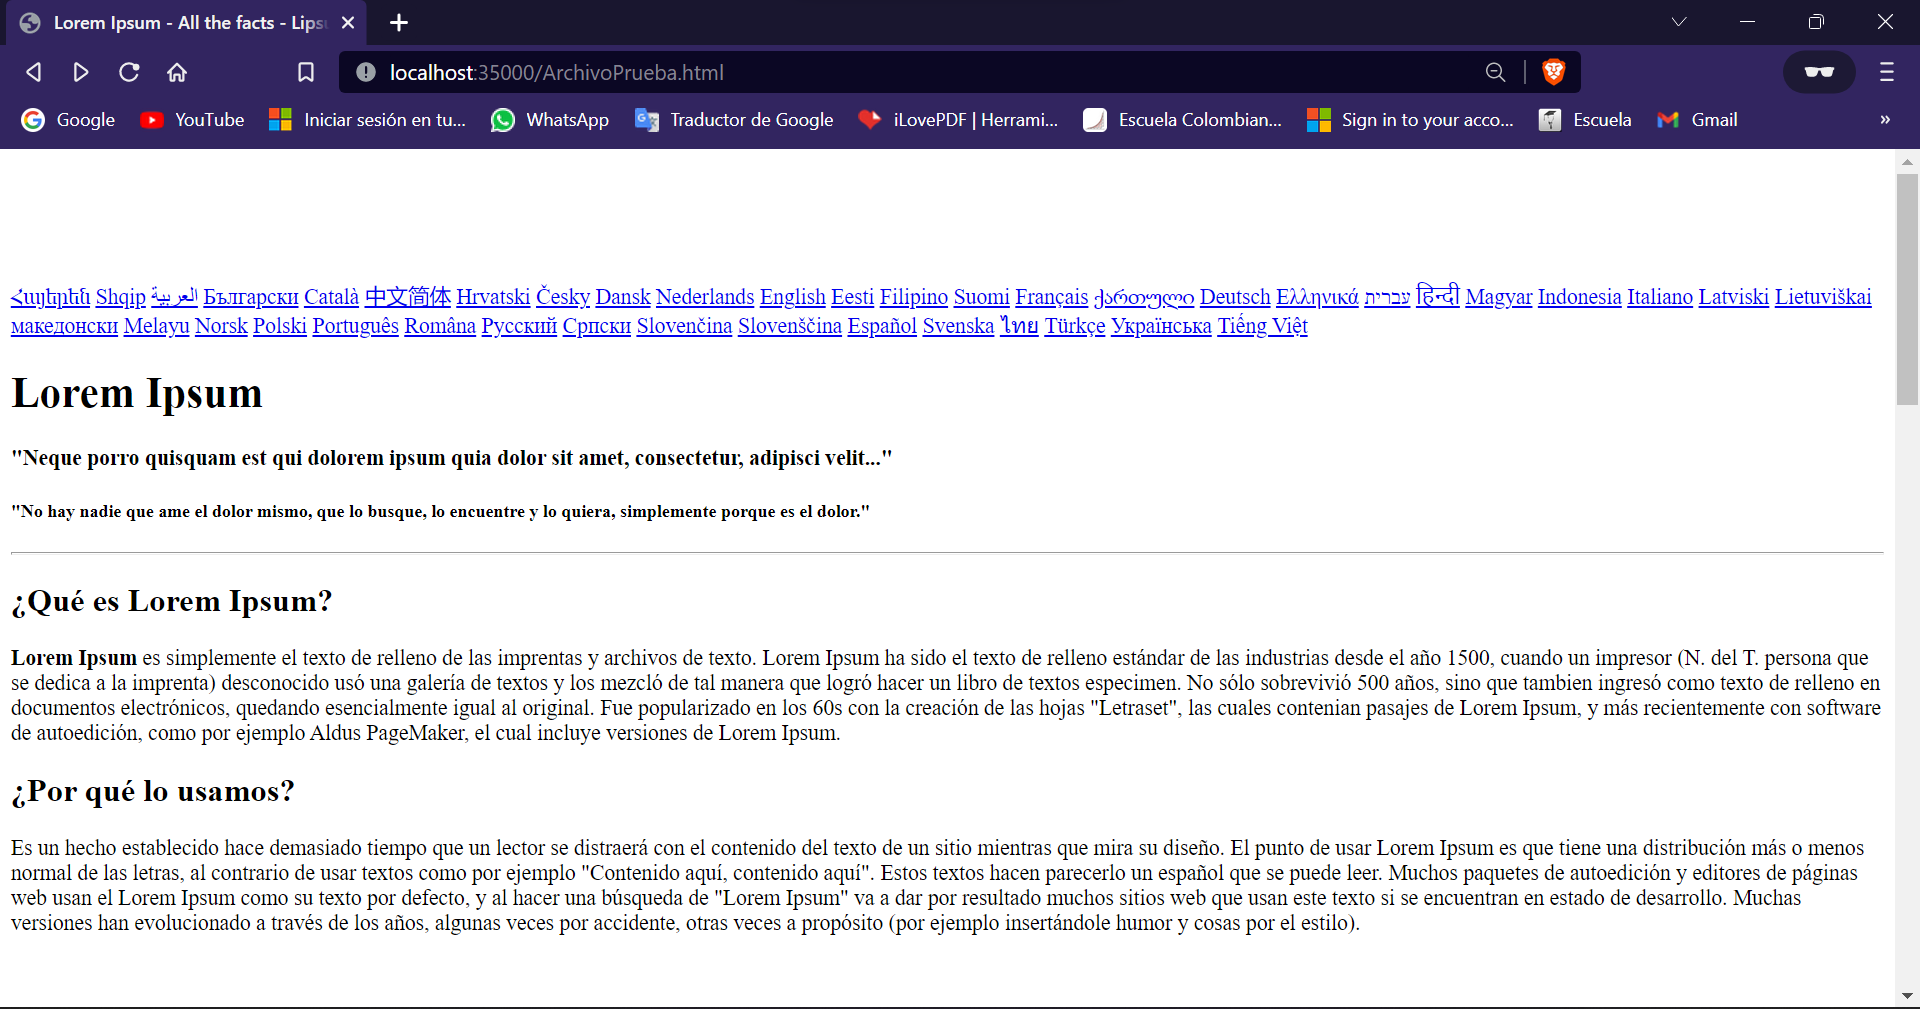 Lorem Ipsum - All the facts - Lips
localhost:35000/ArchivoPrueba.html
Google YouTube Iniciar sesión en tu... WhatsApp Traductor de Google iLovePDF | Herrami... Escuela Colombian... Sign in to your acco... Escuela Gmail »
Հայերեն Shqip العربية Български Català 中文简体 Hrvatski Česky Dansk Nederlands English Eesti Filipino Suomi Français ქართული Deutsch Ελληνικά עברית हिन्दी Magyar Indonesia Italiano Latviski Lietuviškai
македонски Melayu Norsk Polski Português Româna Русский Српски Slovenčina Slovenščina Español Svenska ไทย Türkçe Українська Tiếng Việt
Lorem Ipsum
"Neque porro quisquam est qui dolorem ipsum quia dolor sit amet, consectetur, adipisci velit..."
"No hay nadie que ame el dolor mismo, que lo busque, lo encuentre y lo quiera, simplemente porque es el dolor."
¿Qué es Lorem Ipsum?
Lorem Ipsum es simplemente el texto de relleno de las imprentas y archivos de texto. Lorem Ipsum ha sido el texto de relleno estándar de las industrias desde el año 1500, cuando un impresor (N. del T. persona que
se dedica a la imprenta) desconocido usó una galería de textos y los mezcló de tal manera que logró hacer un libro de textos especimen. No sólo sobrevivió 500 años, sino que tambien ingresó como texto de relleno en
documentos electrónicos, quedando esencialmente igual al original. Fue popularizado en los 60s con la creación de las hojas "Letraset", las cuales contenian pasajes de Lorem Ipsum, y más recientemente con software
de autoedición, como por ejemplo Aldus PageMaker, el cual incluye versiones de Lorem Ipsum.
¿Por qué lo usamos?
Es un hecho establecido hace demasiado tiempo que un lector se distraerá con el contenido del texto de un sitio mientras que mira su diseño. El punto de usar Lorem Ipsum es que tiene una distribución más o menos
normal de las letras, al contrario de usar textos como por ejemplo "Contenido aquí, contenido aquí". Estos textos hacen parecerlo un español que se puede leer. Muchos paquetes de autoedición y editores de páginas
web usan el Lorem Ipsum como su texto por defecto, y al hacer una búsqueda de "Lorem Ipsum" va a dar por resultado muchos sitios web que usan este texto si se encuentran en estado de desarrollo. Muchas
versiones han evolucionado a través de los años, algunas veces por accidente, otras veces a propósito (por ejemplo insertándole humor y cosas por el estilo).